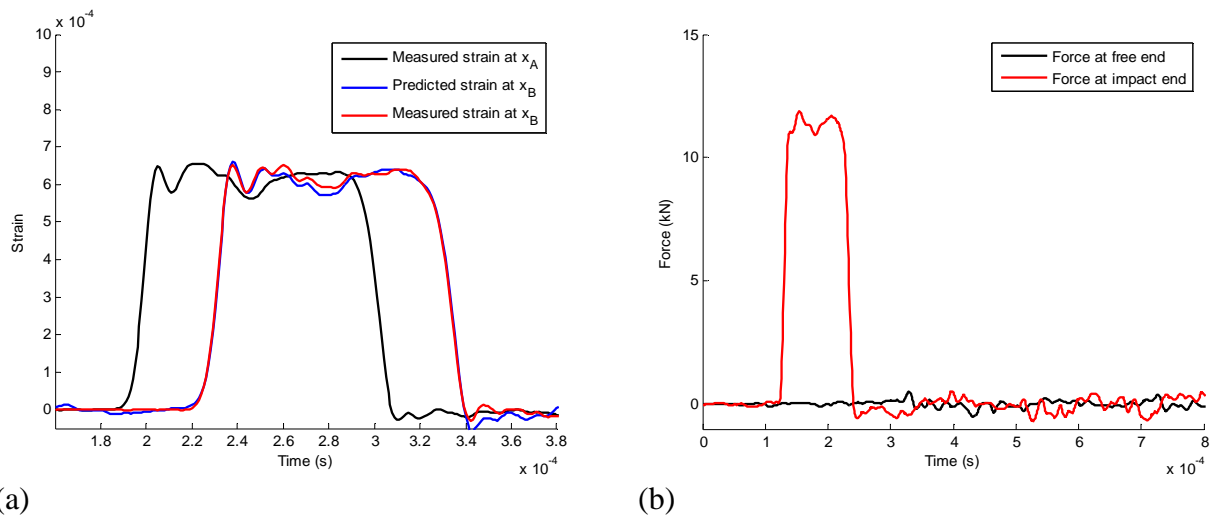 x 10⁻⁴
10
9
8
7
6
5
4
3
2
1
0
Strain
1.8 2 2.2 2.4 2.6 2.8 3 3.2 3.4 3.6 3.8
Time (s)
x 10⁻⁴
Measured strain at x_A
Predicted strain at x_B
Measured strain at x_B
(a)
15
10
5
0
Force (kN)
0 1 2 3 4 5 6 7 8
Time (s)
x 10⁻⁴
Force at free end
Force at impact end
(b)